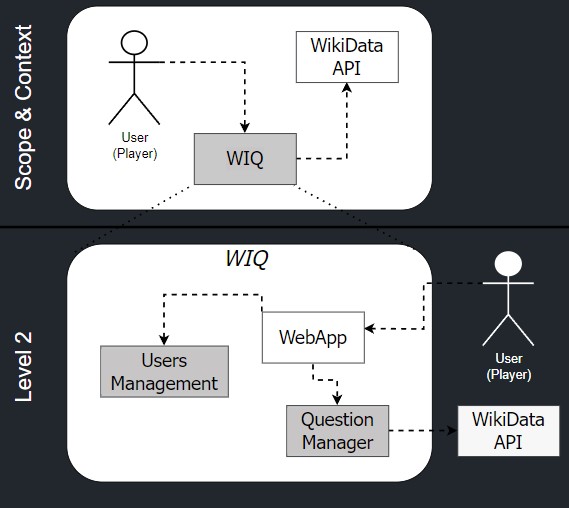 Scope & Context
WikiData
API
User
(Player)
WIQ
Level 2
WIQ
WebApp
User
(Player)
Users
Management
Question
Manager
WikiData
API